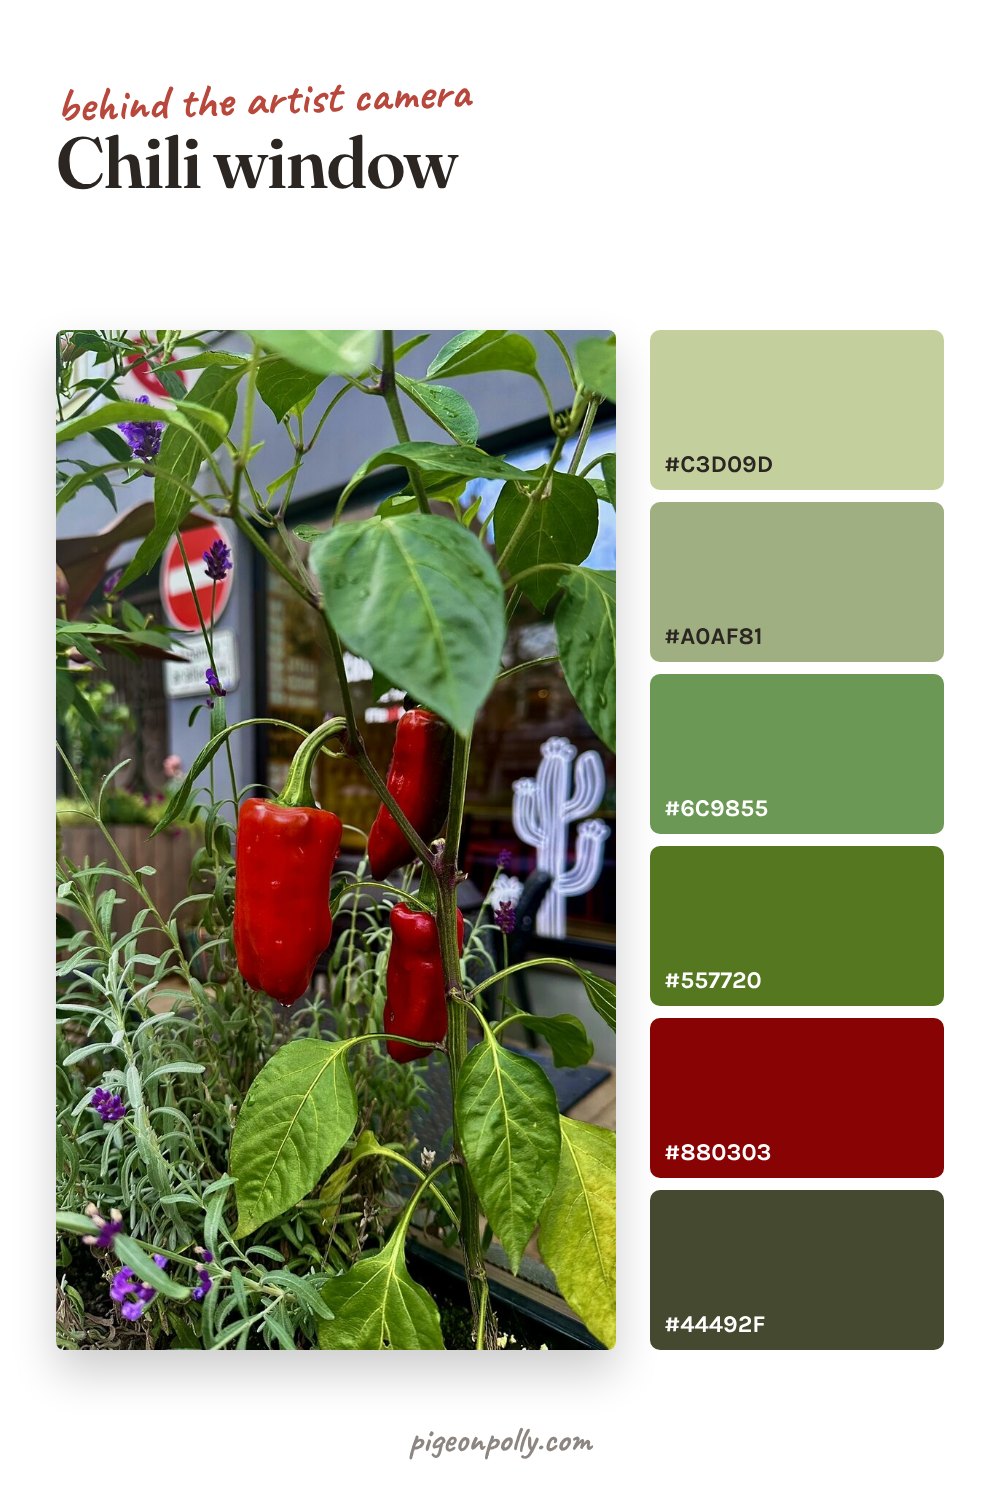 behind the artist camera
Chili window
#C3D09D
#A0AF81
#6C9855
#557720
#880303
#44492F
pigeonpolly.com